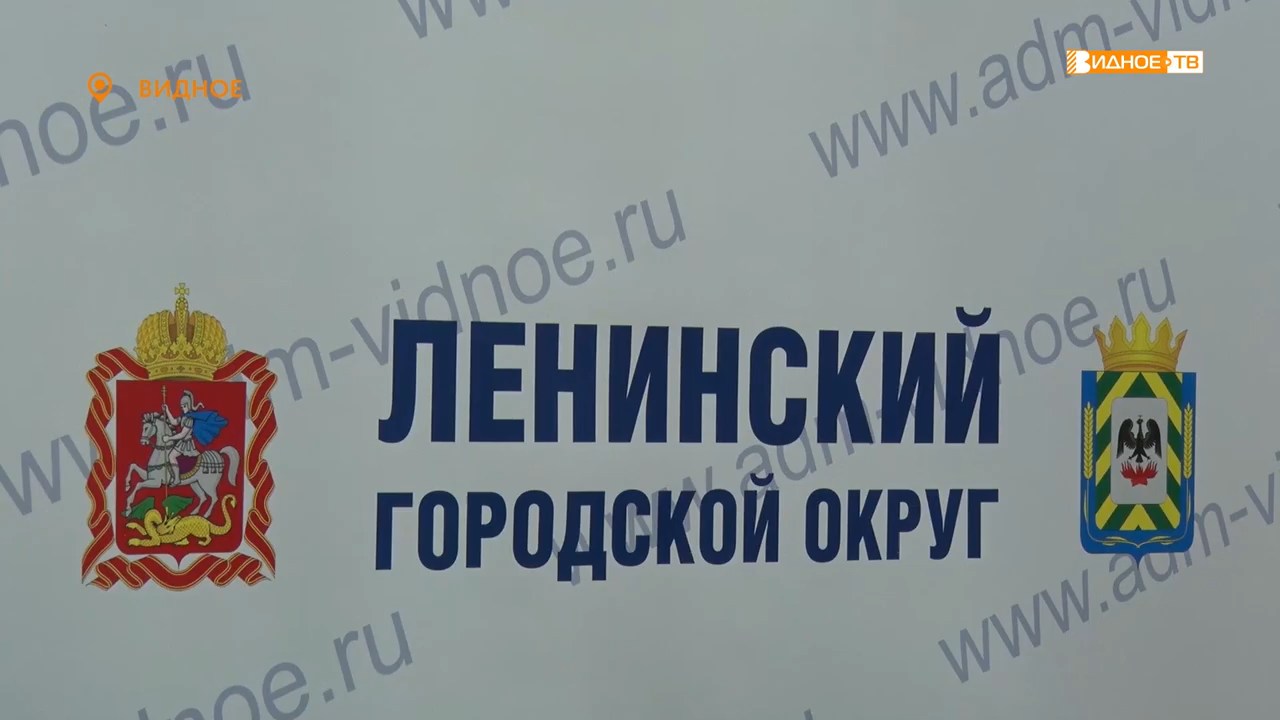 ВИДНОЕ
ВИДНОЕ ТВ
www.adm-vidnoe.ru
ЛЕНИНСКИЙ
ГОРОДСКОЙ ОКРУГ